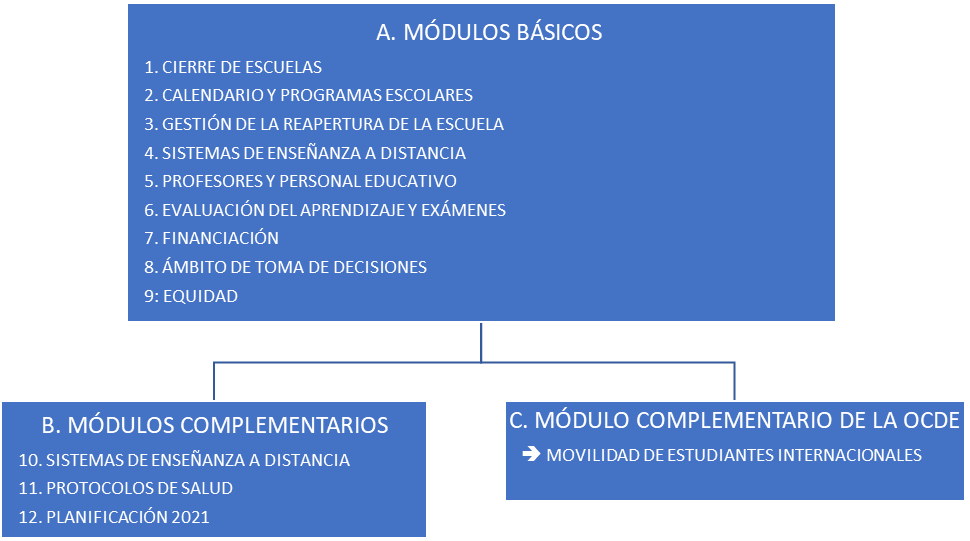 A. MÓDULOS BÁSICOS
1. CIERRE DE ESCUELAS
2. CALENDARIO Y PROGRAMAS ESCOLARES
3. GESTIÓN DE LA REAPERTURA DE LA ESCUELA
4. SISTEMAS DE ENSEÑANZA A DISTANCIA
5. PROFESORES Y PERSONAL EDUCATIVO
6. EVALUACIÓN DEL APRENDIZAJE Y EXÁMENES
7. FINANCIACIÓN
8. ÁMBITO DE TOMA DE DECISIONES
9: EQUIDAD
B. MÓDULOS COMPLEMENTARIOS
10. SISTEMAS DE ENSEÑANZA A DISTANCIA
11. PROTOCOLOS DE SALUD
12. PLANIFICACIÓN 2021
C. MÓDULO COMPLEMENTARIO DE LA OCDE
➔ MOVILIDAD DE ESTUDIANTES INTERNACIONALES